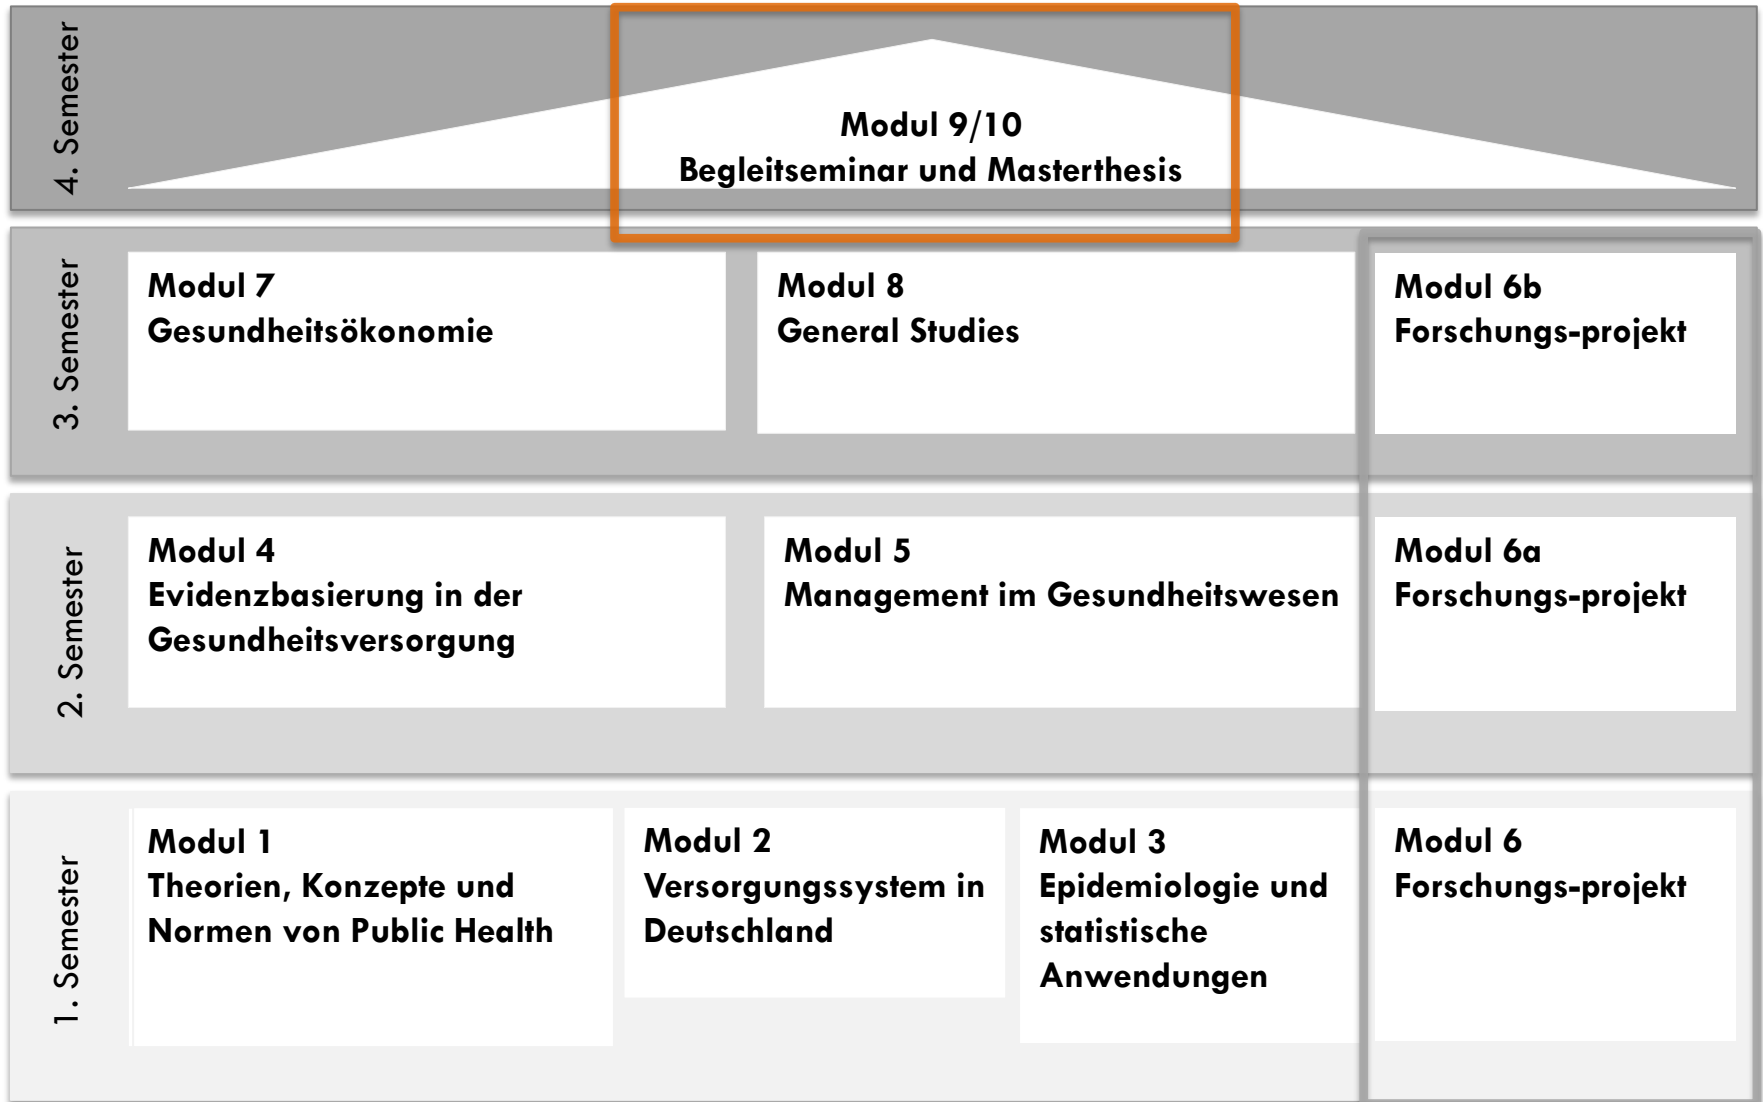 4. Semester
Modul 9/10
Begleitseminar und Masterthesis
3. Semester
Modul 7
Gesundheitsökonomie
Modul 8
General Studies
Modul 6b
Forschungs-projekt
2. Semester
Modul 4
Evidenzbasierung in der
Gesundheitsversorgung
Modul 5
Management im Gesundheitswesen
Modul 6a
Forschungs-projekt
1. Semester
Modul 1
Theorien, Konzepte und
Normen von Public Health
Modul 2
Versorgungssystem in
Deutschland
Modul 3
Epidemiologie und
statistische
Anwendungen
Modul 6
Forschungs-projekt